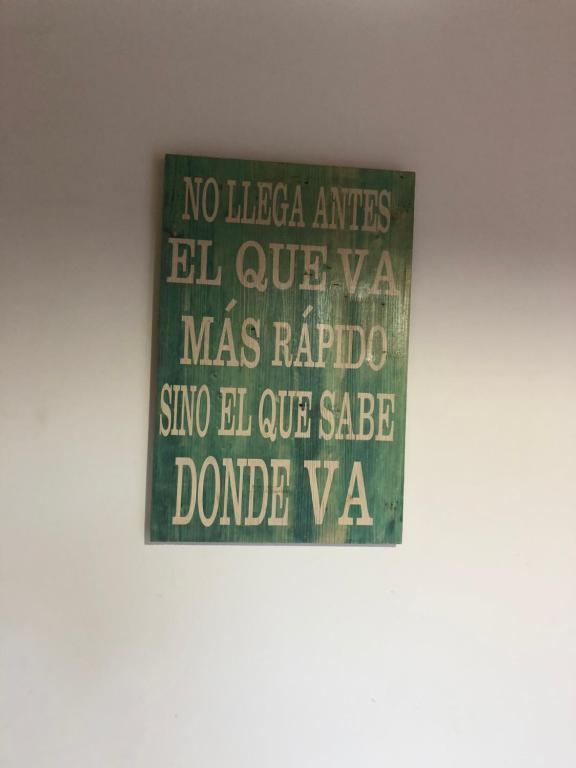 NO LLEGA ANTES
EL QUE VA
MÁS RÁPIDO
SINO EL QUE SABE
DONDE VA